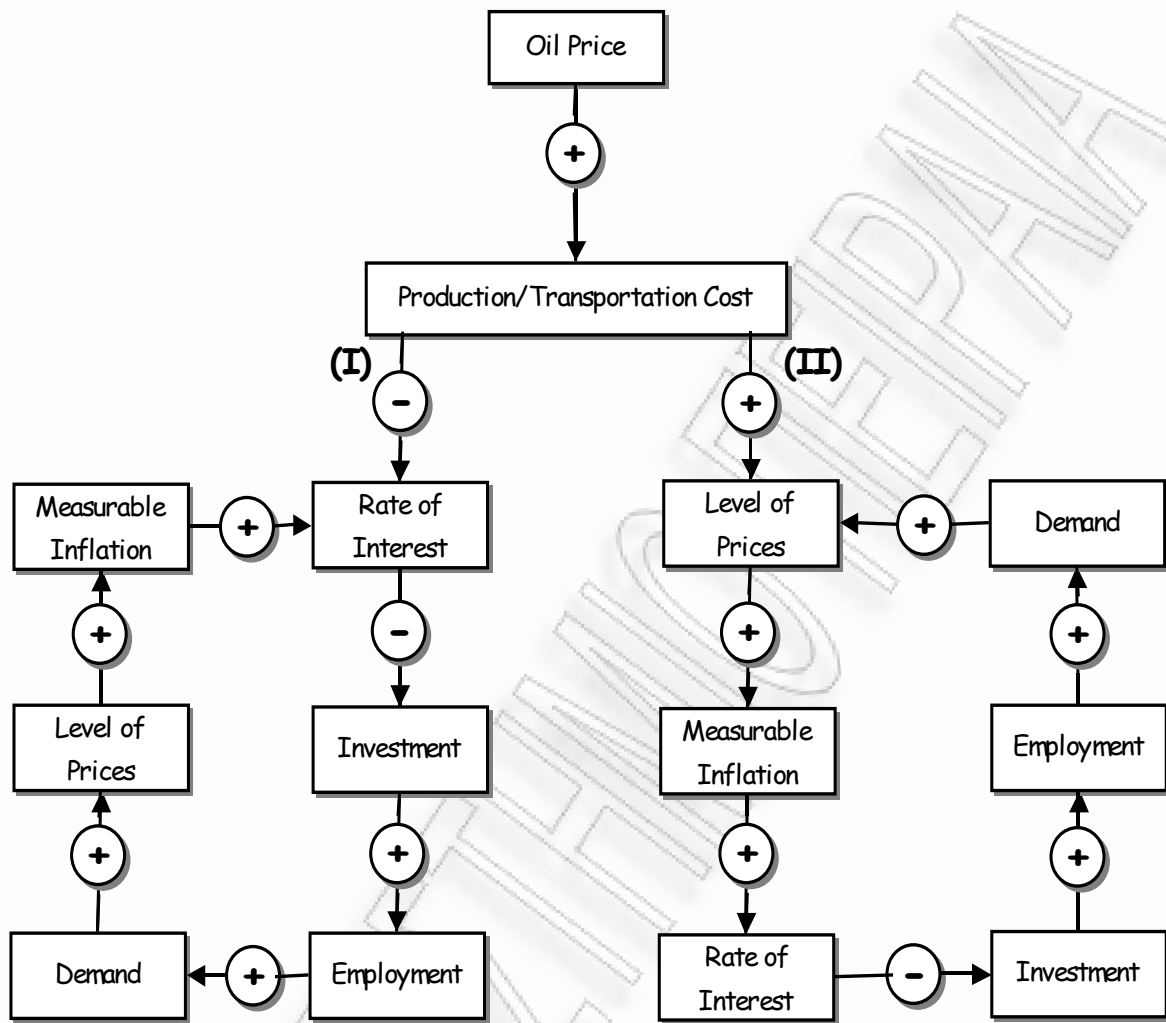 Oil Price
+
Production/Transportation Cost
(I)
(II)
-
+
Measurable
Inflation
+
Rate of
Interest
Level of
Prices
+
Demand
+
-
+
+
Level of
Prices
Investment
Measurable
Inflation
Employment
+
+
+
+
Demand
+
Employment
Rate of
Interest
-
Investment